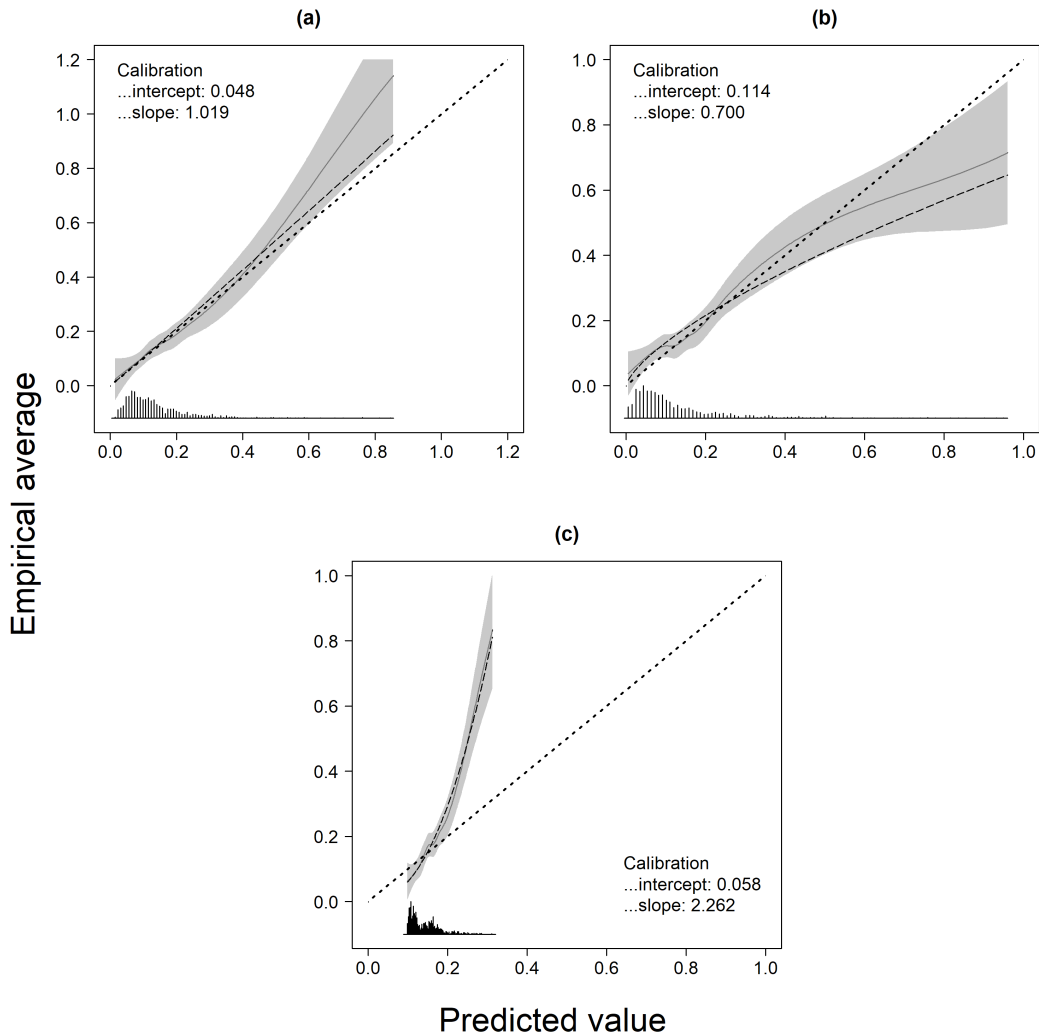 (a)
Calibration
...intercept: 0.048
...slope: 1.019
1.2
1.0
0.8
0.6
0.4
0.2
0.0
0.0 0.2 0.4 0.6 0.8 1.0 1.2
(b)
Calibration
...intercept: 0.114
...slope: 0.700
1.0
0.8
0.6
0.4
0.2
0.0
0.0 0.2 0.4 0.6 0.8 1.0
Empirical average
(c)
1.0
0.8
0.6
0.4
0.2
0.0
Calibration
...intercept: 0.058
...slope: 2.262
0.0 0.2 0.4 0.6 0.8 1.0
Predicted value